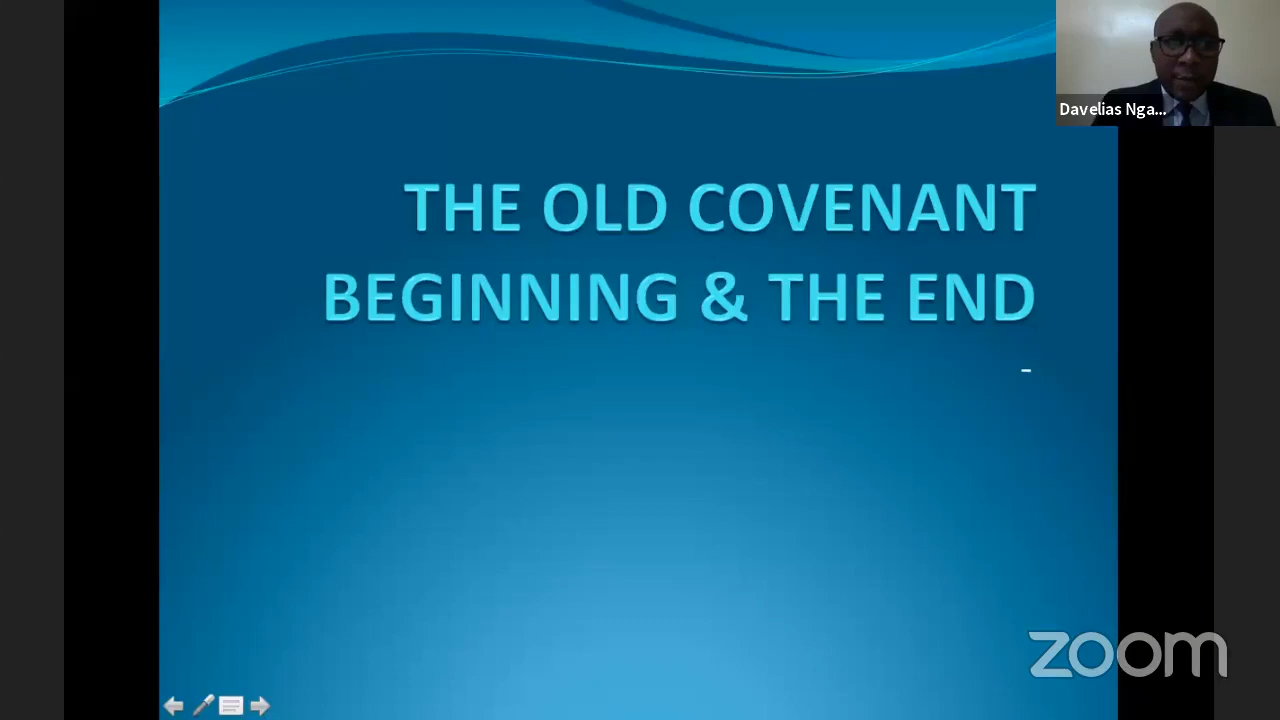 Davelias Nga...
THE OLD COVENANT
BEGINNING & THE END
-
zoom